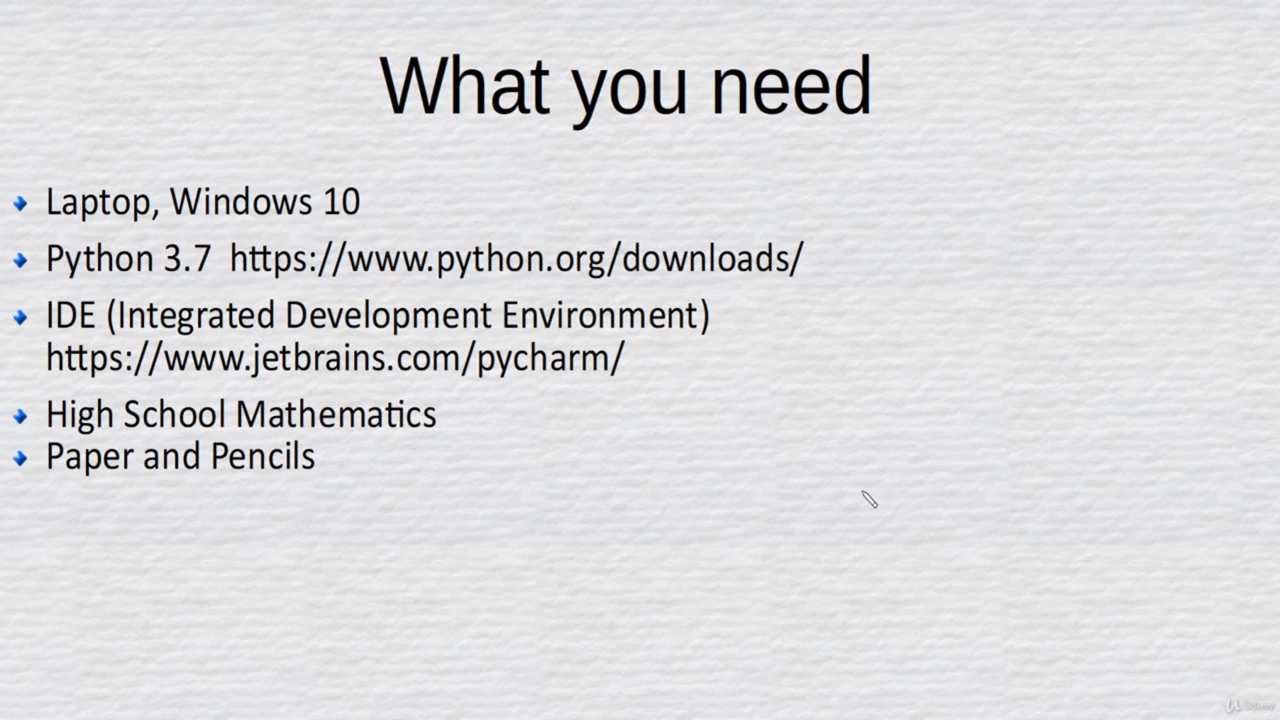 What you need
Laptop, Windows 10
Python 3.7 https://www.python.org/downloads/
IDE (Integrated Development Environment)
https://www.jetbrains.com/pycharm/
High School Mathematics
Paper and Pencils
Udemy